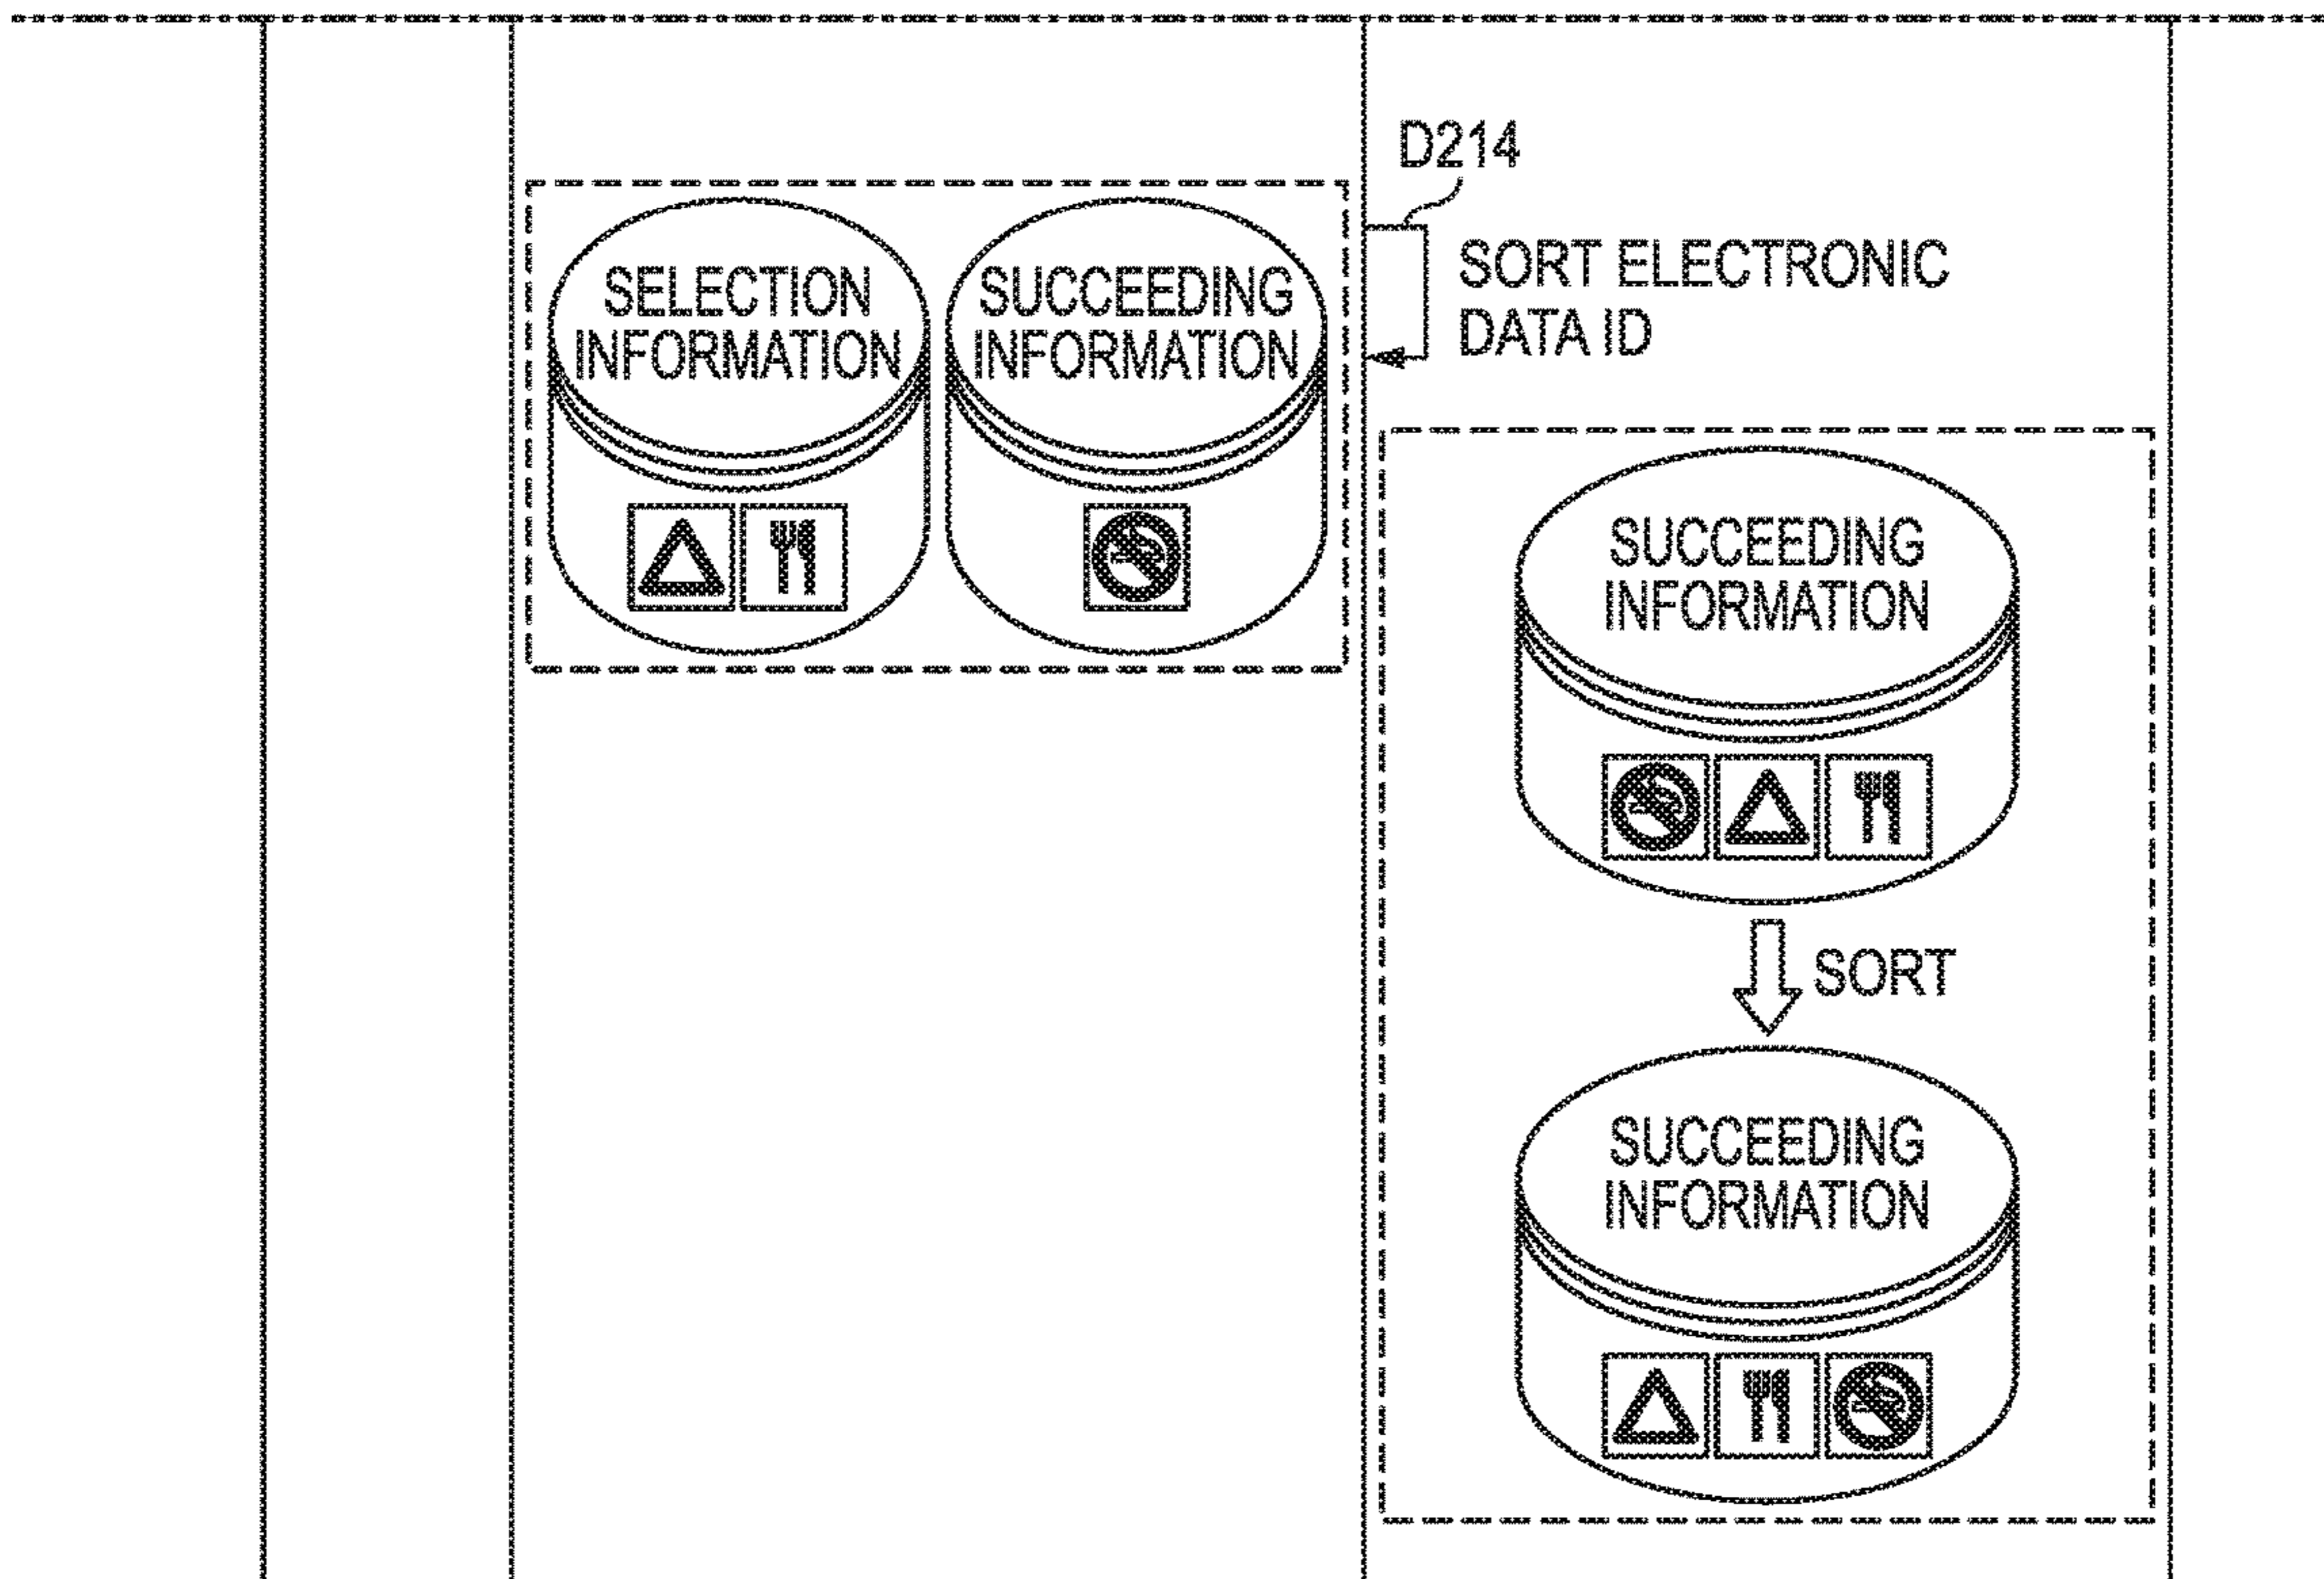 D214
SORT ELECTRONIC
DATA ID
SELECTION
INFORMATION
SUCCEEDING
INFORMATION
SUCCEEDING
INFORMATION
SORT
SUCCEEDING
INFORMATION